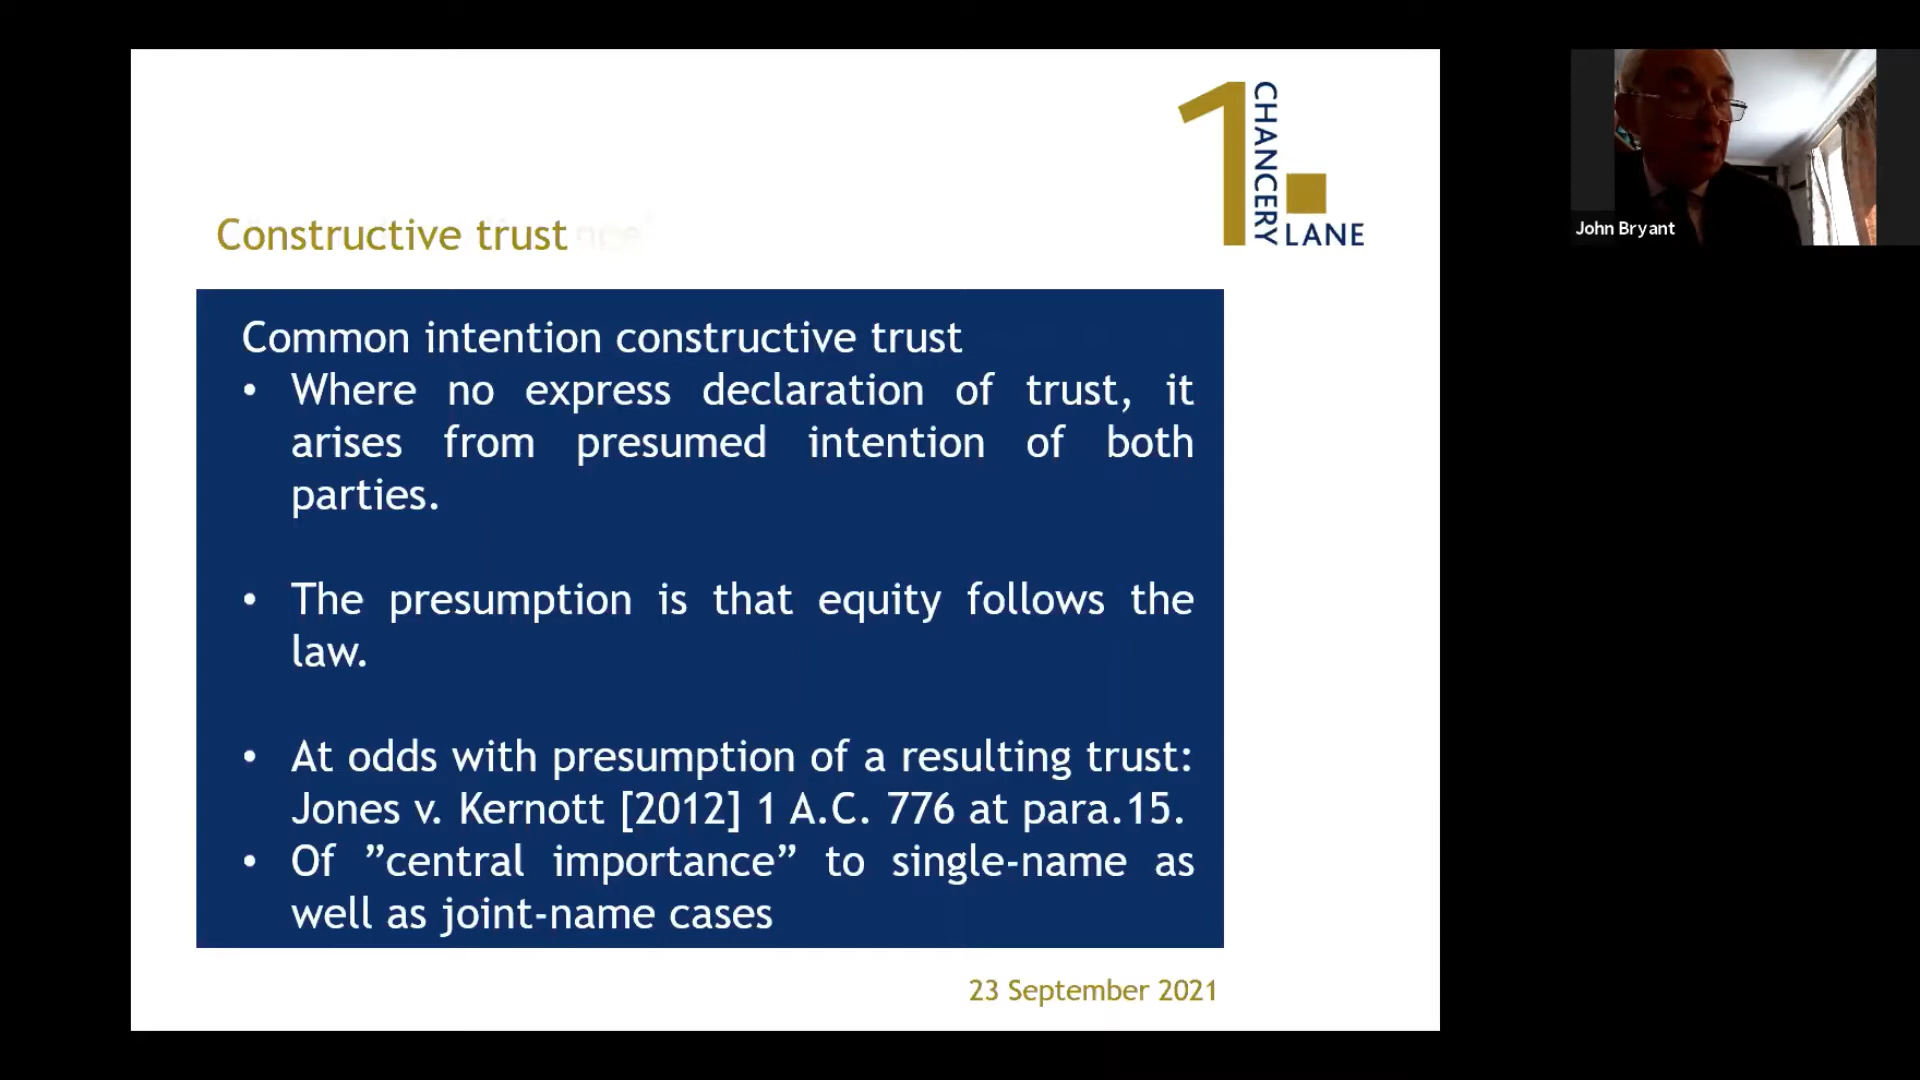 1 CHANCERY LANE
Constructive trust
Common intention constructive trust
• Where no express declaration of trust, it
arises from presumed intention of both
parties.
• The presumption is that equity follows the
law.
• At odds with presumption of a resulting trust:
Jones v. Kernott [2012] 1 A.C. 776 at para.15.
• Of ”central importance” to single-name as
well as joint-name cases
23 September 2021
John Bryant